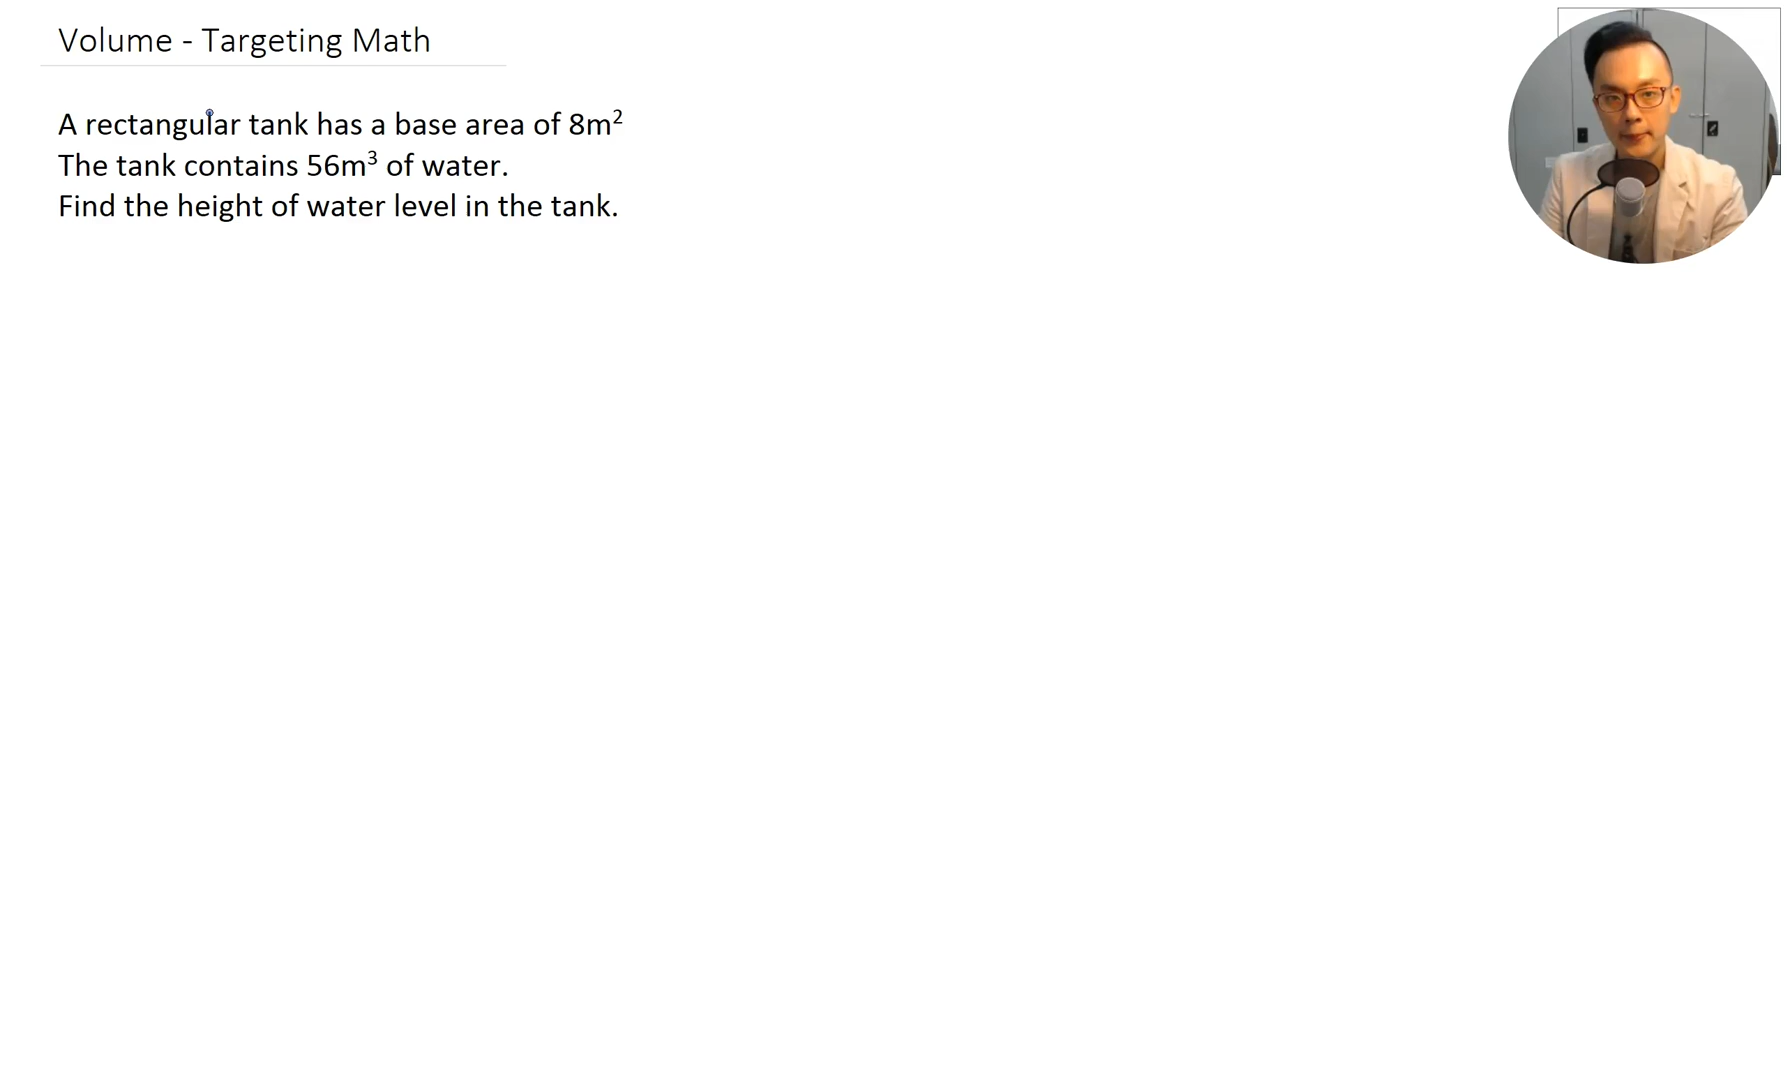 Volume - Targeting Math
A rectangular tank has a base area of 8m²
The tank contains 56m³ of water.
Find the height of water level in the tank.